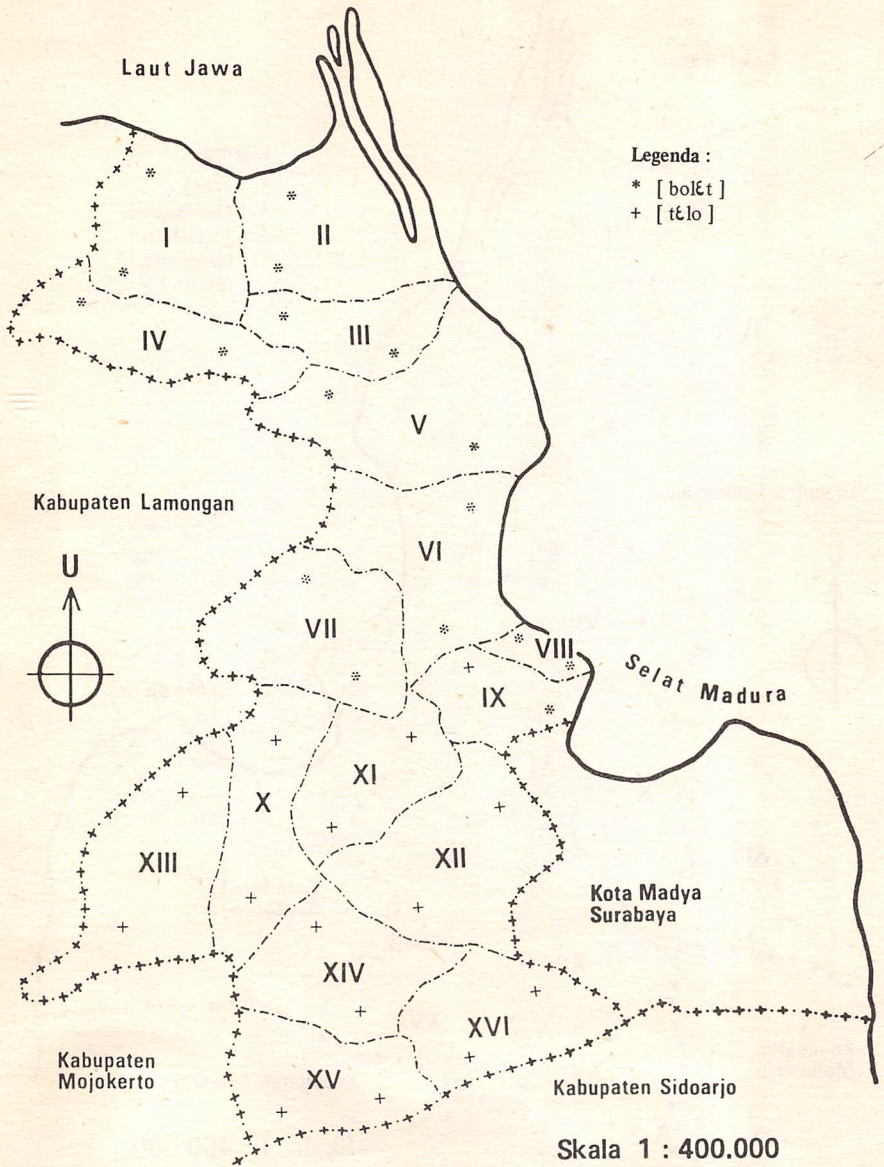 Laut Jawa
Legenda :
* [ bolɛt ]
+ [ tɛlo ]
I
II
III
IV
V
Kabupaten Lamongan
VI
U
VII
VIII
Selat Madura
IX
XI
X
XIII
XII
Kota Madya
Surabaya
XIV
XVI
Kabupaten
Mojokerto
XV
Kabupaten Sidoarjo
Skala 1 : 400.000